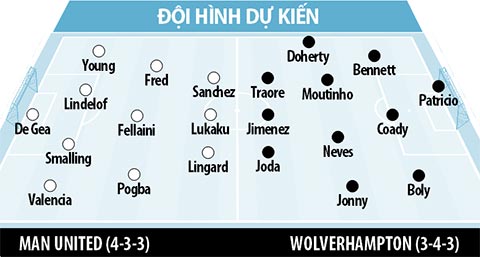 ĐỘI HÌNH DỰ KIẾN
Young
Fred
Sanchez
Lindelof
De Gea
Fellaini
Lukaku
Smalling
Lingard
Valencia
Pogba
Doherty
Bennett
Traore
Moutinho
Patricio
Jimenez
Coady
Neves
Joda
Jonny
Boly
MAN UNITED (4-3-3)
WOLVERHAMPTON (3-4-3)